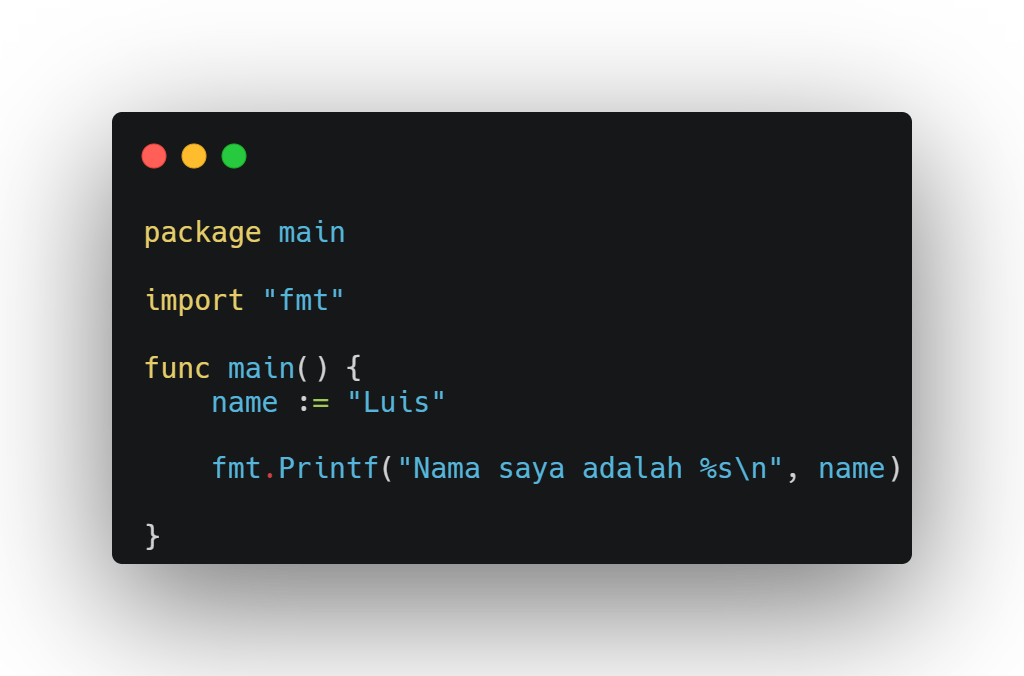 package main
import "fmt"
func main() {
    name := "Luis"
    fmt.Printf("Nama saya adalah %s\n", name)
}